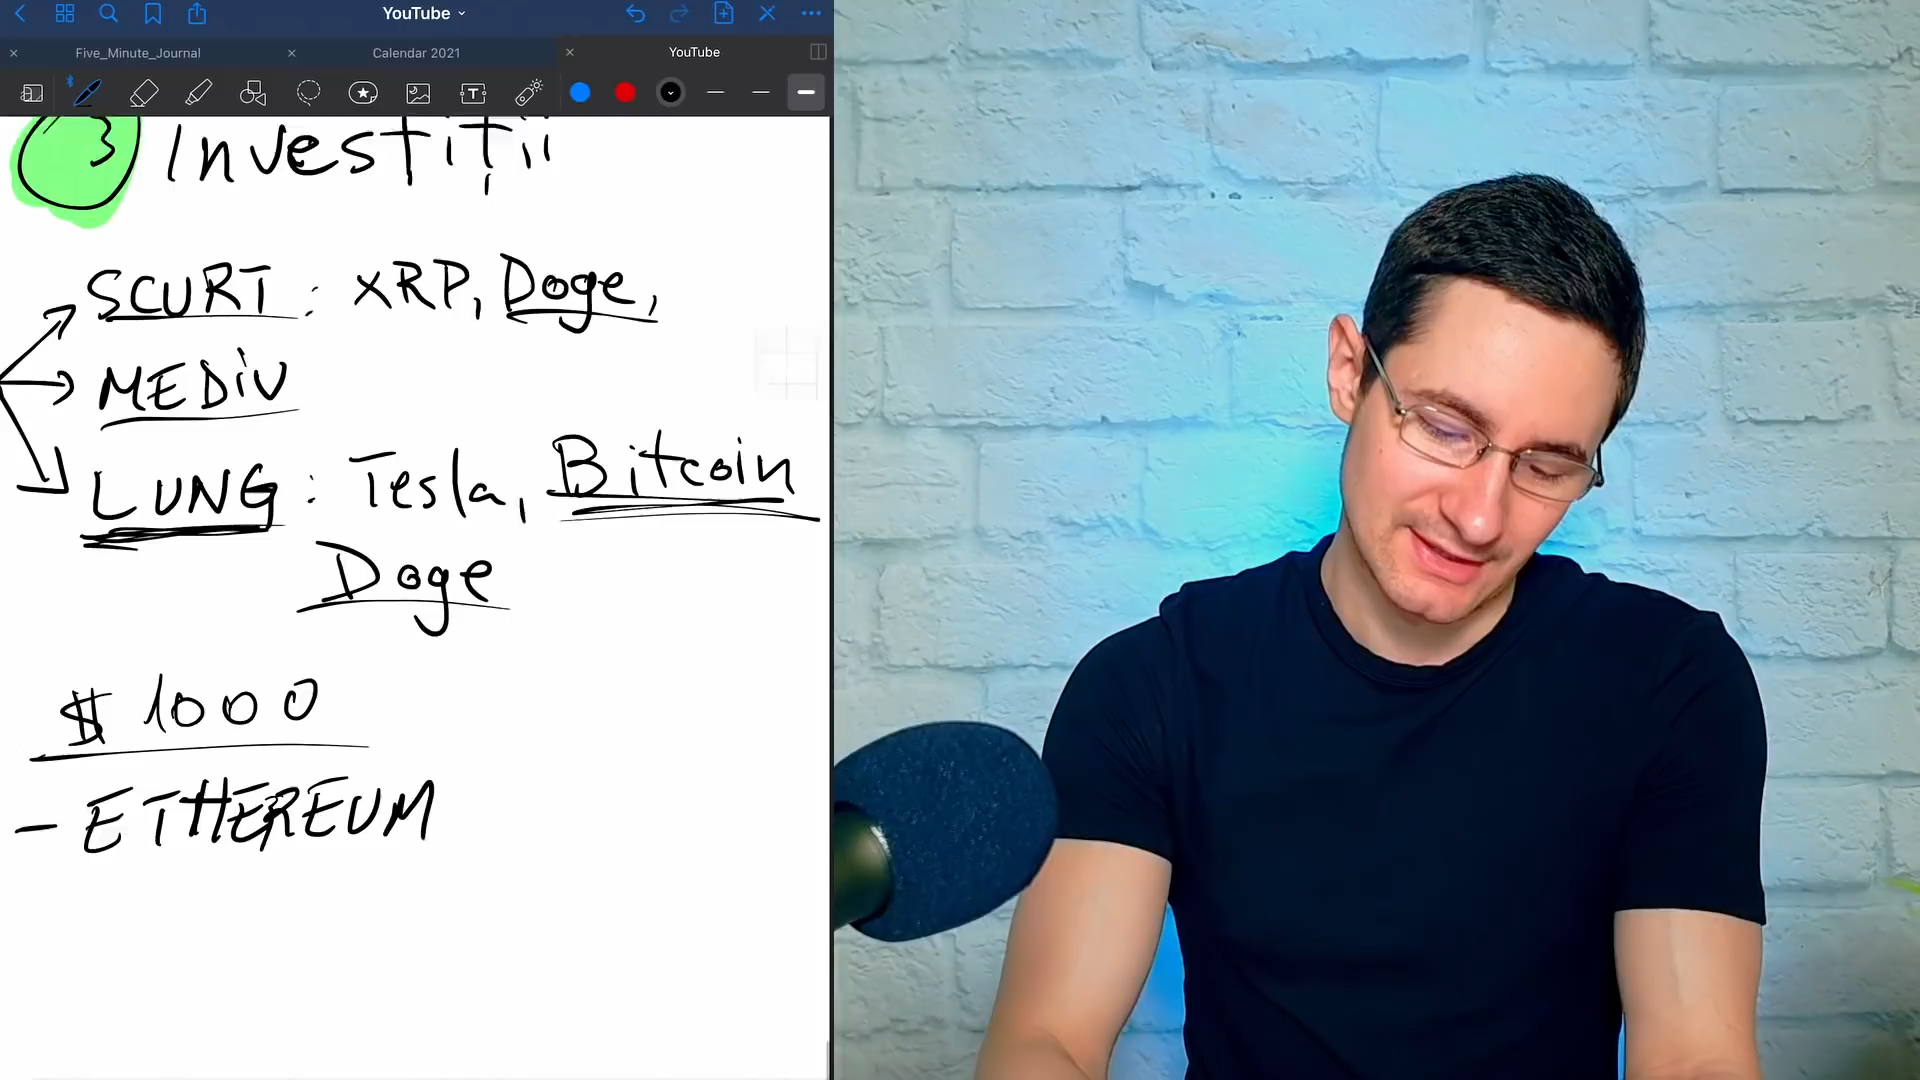 YouTube
Five_Minute_Journal
Calendar 2021
YouTube
T
3 Investiții
SCURT : XRP, Doge,
MEDIU
LUNG : Tesla, Bitcoin
Doge
$ 1000
- ETHEREUM